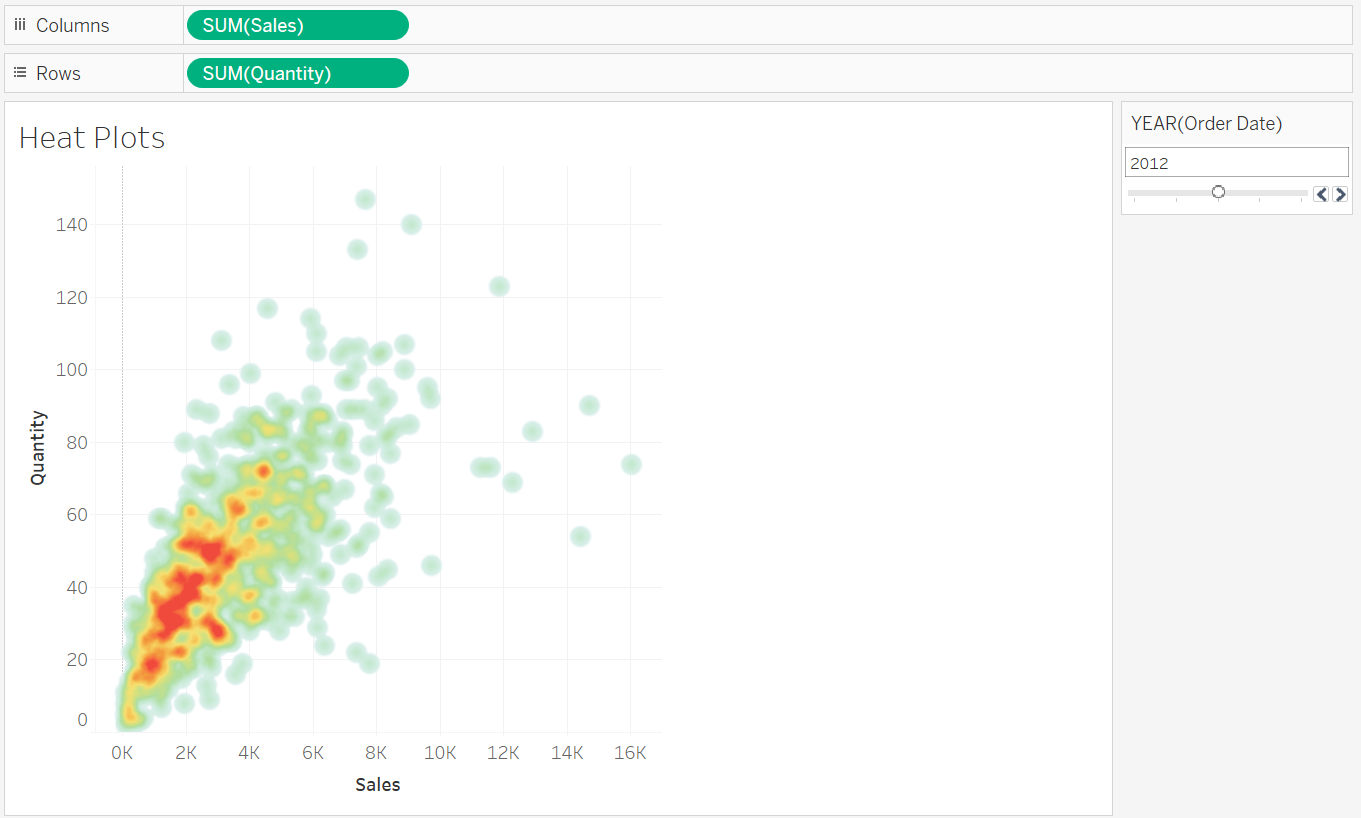 Columns SUM(Sales)
Rows SUM(Quantity)
Heat Plots
YEAR(Order Date)
2012
140
120
100
80
60
40
20
0
Quantity
0K 2K 4K 6K 8K 10K 12K 14K 16K
Sales